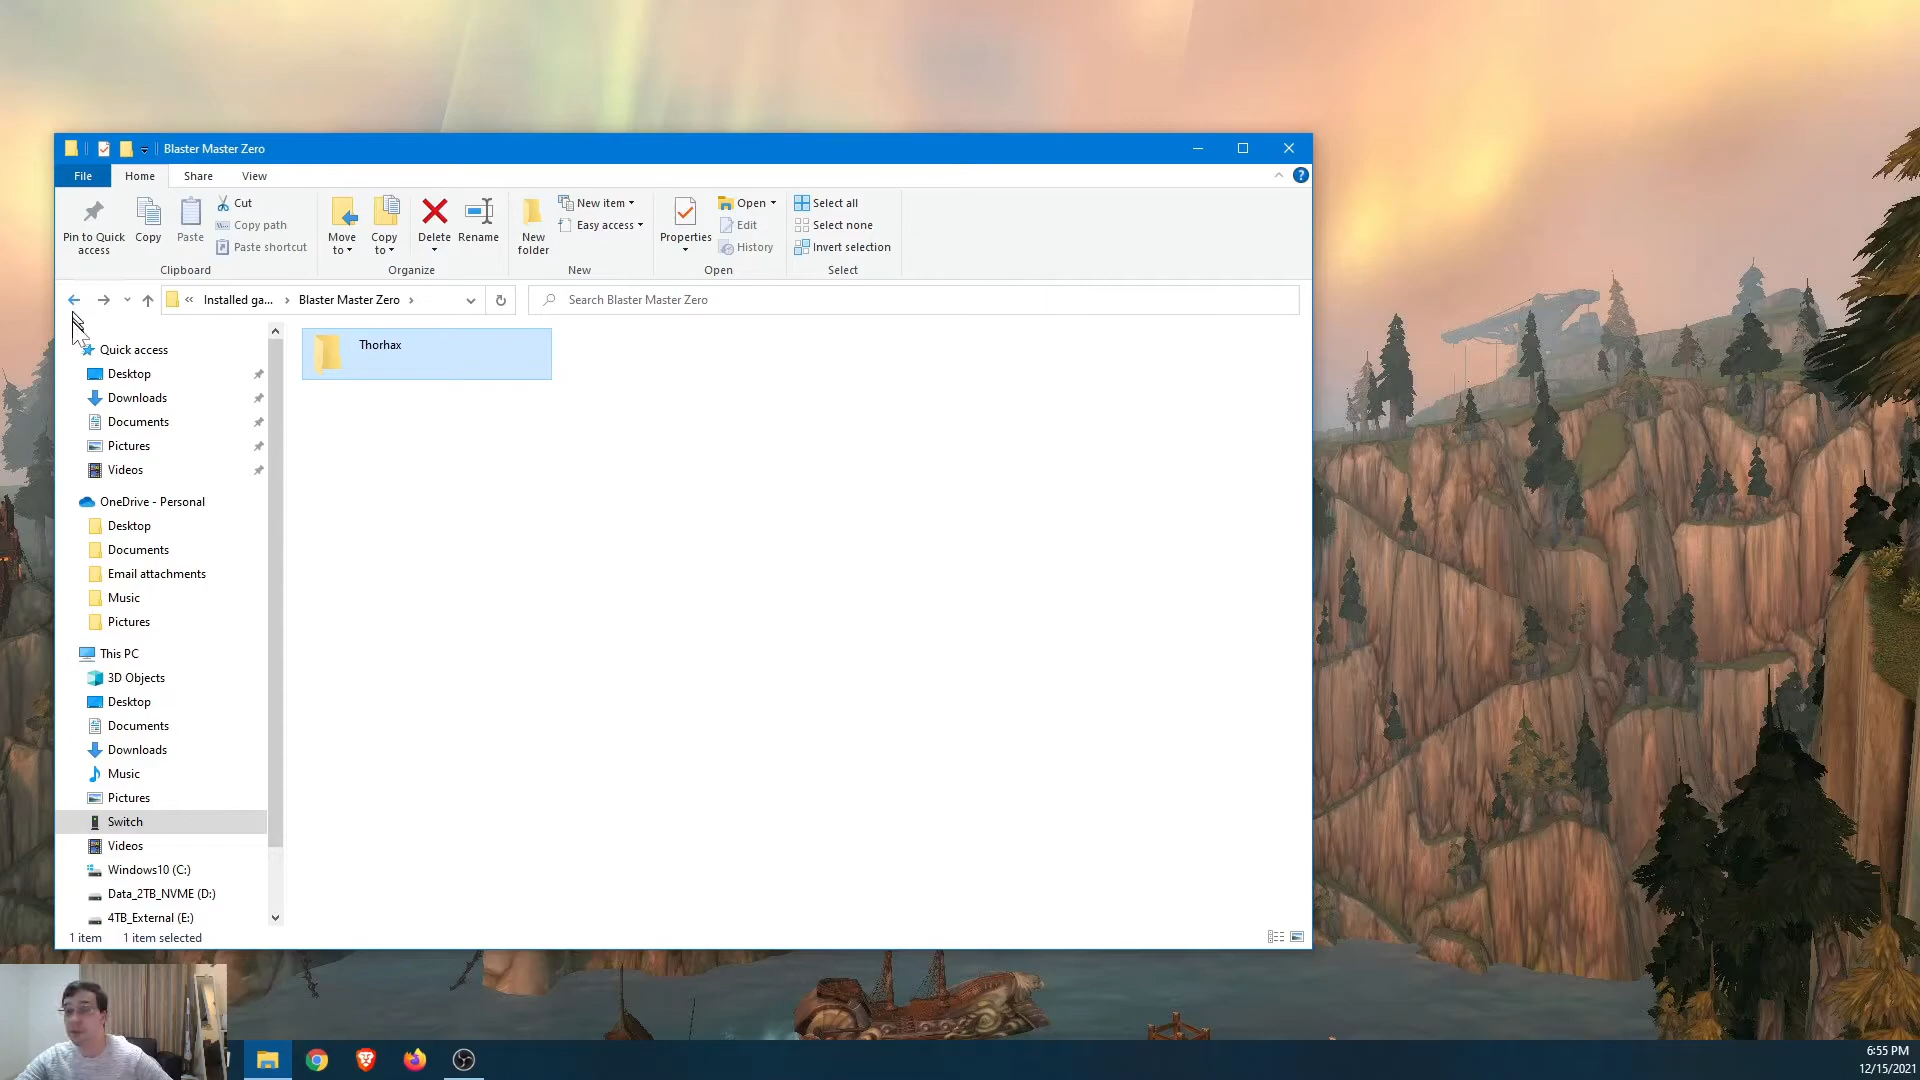 Blaster Master Zero
File
Home
Share
View
Pin to Quick access
Copy
Paste
Cut
Copy path
Paste shortcut
Clipboard
Move to
Copy to
Delete
Rename
Organize
New folder
New item
Easy access
New
Properties
Open
Edit
History
Open
Select all
Select none
Invert selection
Select
« Installed ga... › Blaster Master Zero ›
Search Blaster Master Zero
Quick access
Desktop
Downloads
Documents
Pictures
Videos
OneDrive - Personal
Desktop
Documents
Email attachments
Music
Pictures
This PC
3D Objects
Desktop
Documents
Downloads
Music
Pictures
Switch
Videos
Windows10 (C:)
Data_2TB_NVME (D:)
4TB_External (E:)
Thorhax
1 item
1 item selected
6:55 PM
12/15/2021